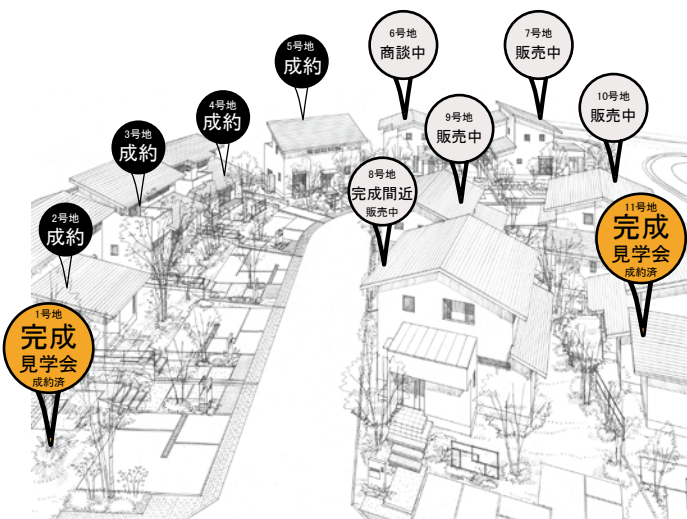 1号地
完成
見学会
成約済
2号地
成約
3号地
成約
4号地
成約
5号地
成約
6号地
商談中
7号地
販売中
8号地
完成間近
販売中
9号地
販売中
10号地
販売中
11号地
完成
見学会
成約済